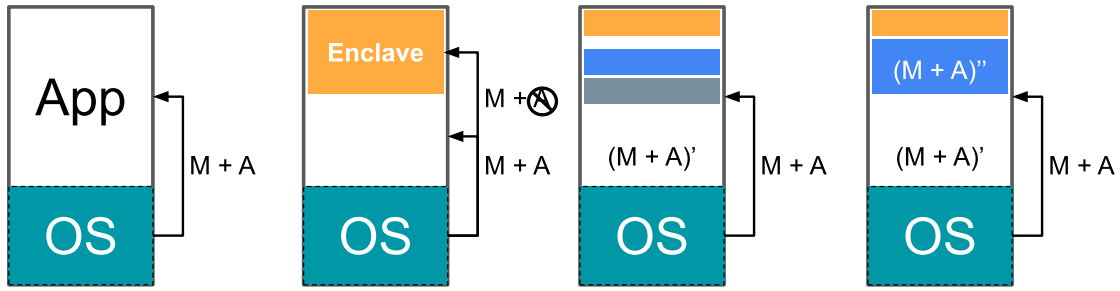 App
M + A
OS
Enclave
M + A
M + A
OS
(M + A)’
M + A
OS
(M + A)’’
(M + A)’
M + A
OS